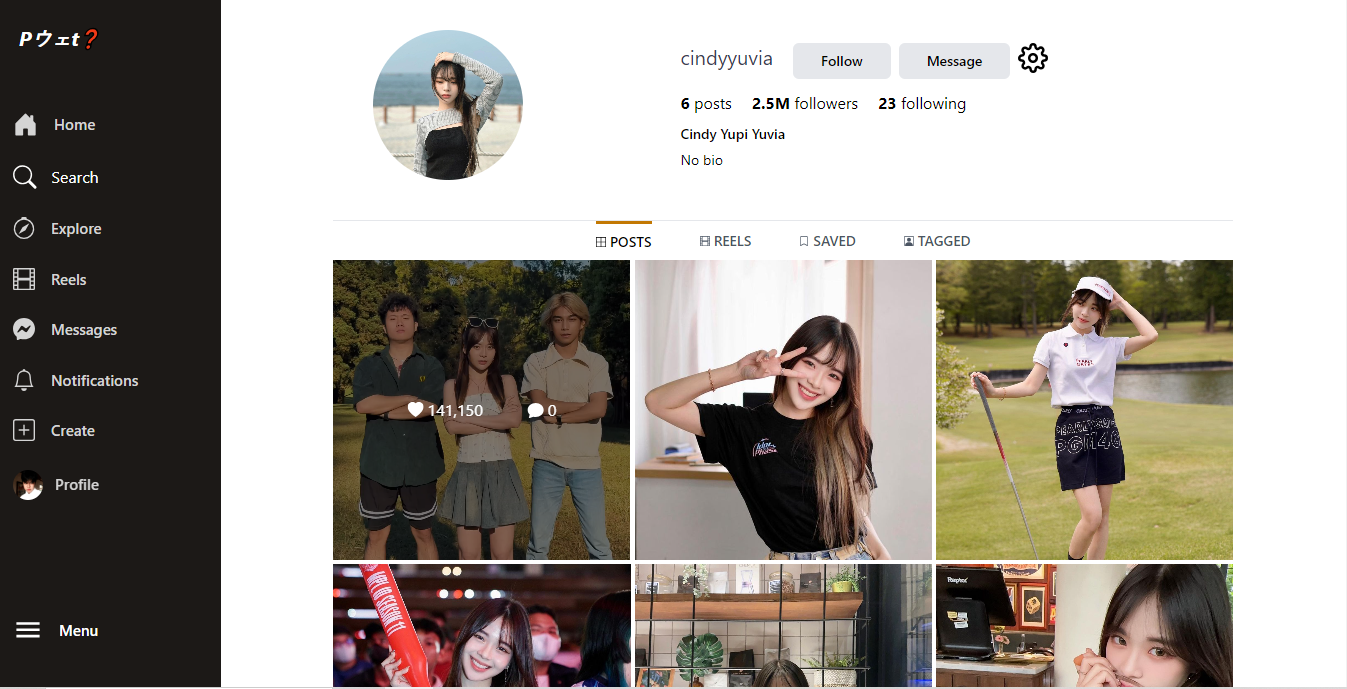 Pウェt❓
Home
Search
Explore
Reels
Messages
Notifications
Create
Profile
Menu
cindyyuvia
Follow
Message
6 posts 2.5M followers 23 following
Cindy Yupi Yuvia
No bio
POSTS REELS SAVED TAGGED
141,150 0